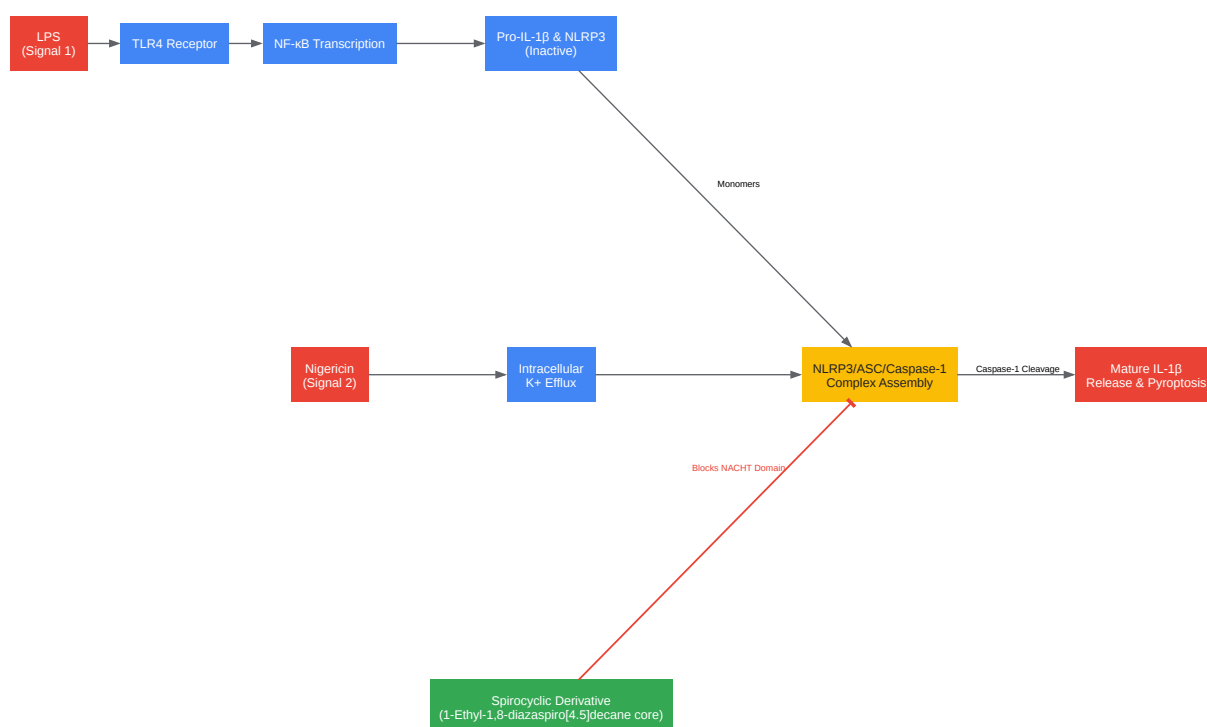 LPS
(Signal 1)
TLR4 Receptor
NF-κB Transcription
Pro-IL-1β & NLRP3
(Inactive)
Monomers
Nigericin
(Signal 2)
Intracellular
K+ Efflux
NLRP3/ASC/Caspase-1
Complex Assembly
Caspase-1 Cleavage
Mature IL-1β
Release & Pyroptosis
Blocks NACHT Domain
Spirocyclic Derivative
(1-Ethyl-1,8-diazaspiro[4.5]decane core)